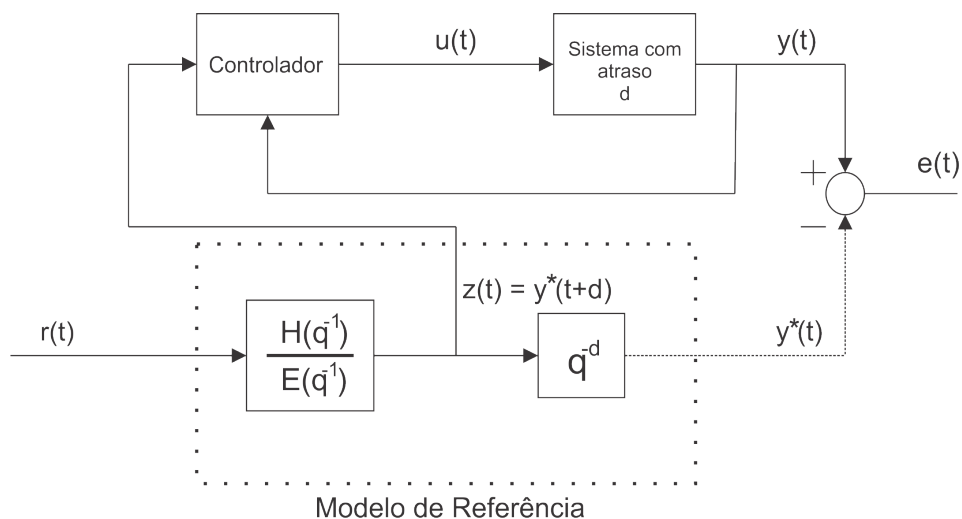 Controlador
u(t)
Sistema com
atraso
d
y(t)
+
e(t)
—
z(t) = y*(t+d)
r(t)
H(q⁻¹)
E(q⁻¹)
q⁻ᵈ
y*(t)
Modelo de Referência